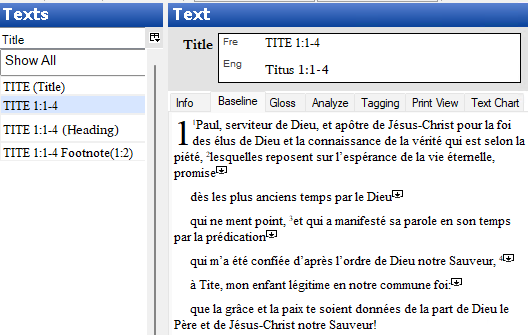 Texts
Title
Show All
TITE (Title)
TITE 1:1-4
TITE 1:1-4 (Heading)
TITE 1:1-4 Footnote(1:2)
Text
Title
Fre TITE 1:1-4
Eng Titus 1:1-4
Info Baseline Gloss Analyze Tagging Print View Text Chart
1 1Paul, serviteur de Dieu, et apôtre de Jésus-Christ pour la foi
des élus de Dieu et la connaissance de la vérité qui est selon la
piété, 2lesquelles reposent sur l’espérance de la vie éternelle,
promise
dès les plus anciens temps par le Dieu
qui ne ment point, 3et qui a manifesté sa parole en son temps
par la prédication
qui m’a été confiée d’après l’ordre de Dieu notre Sauveur, 4
à Tite, mon enfant légitime en notre commune foi:
que la grâce et la paix te soient données de la part de Dieu le
Père et de Jésus-Christ notre Sauveur!